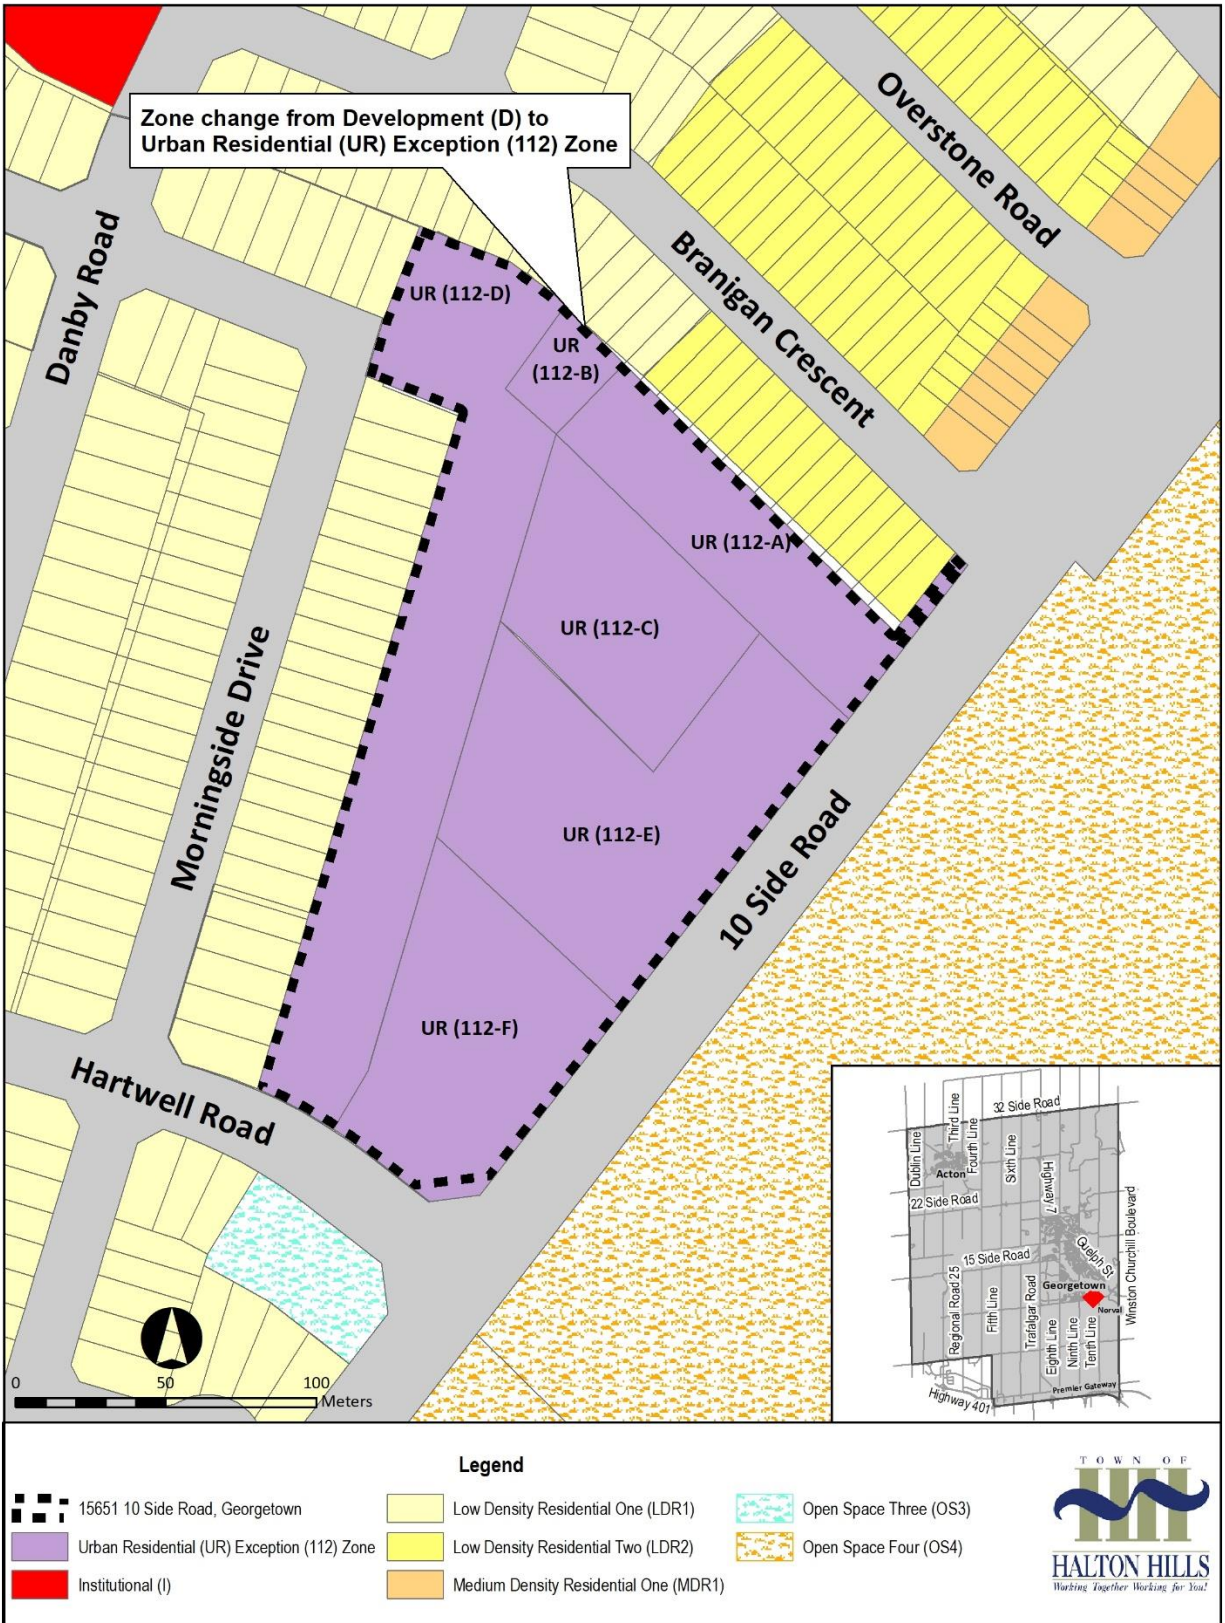 Zone change from Development (D) to
Urban Residential (UR) Exception (112) Zone
Overstone Road
Branigan Crescent
Danby Road
UR (112-D)
UR
(112-B)
UR (112-A)
UR (112-C)
Morningside Drive
UR (112-E)
10 Side Road
UR (112-F)
Hartwell Road
32 Side Road
Third Line
Fourth Line
Dublin Line
Sixth Line
Acton
Highway 7
22 Side Road
Winston Churchill Boulevard
Guelph St
15 Side Road
Georgetown
Norval
Regional Road 25
Fifth Line
Trafalgar Road
Eighth Line
Ninth Line
Tenth Line
Premier Gateway
Highway 401
0 50 100
Meters
Legend
15651 10 Side Road, Georgetown
Urban Residential (UR) Exception (112) Zone
Institutional (I)
Low Density Residential One (LDR1)
Low Density Residential Two (LDR2)
Medium Density Residential One (MDR1)
Open Space Three (OS3)
Open Space Four (OS4)
TOWN OF
HALTON HILLS
Working Together Working for You!